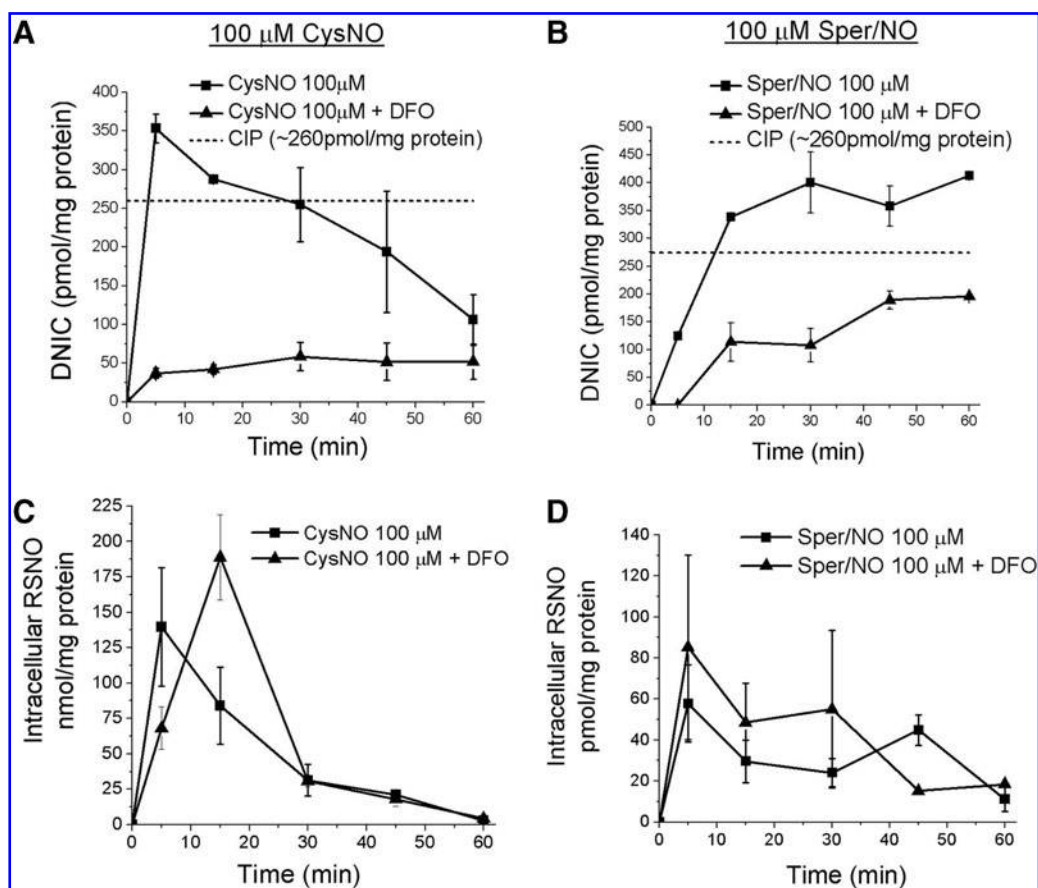 A
100 μM CysNO
CysNO 100μM
CysNO 100μM + DFO
CIP (~260pmol/mg protein)
400
350
300
250
200
150
100
50
0
DNIC (pmol/mg protein)
0 10 20 30 40 50 60
Time (min)
B
100 μM Sper/NO
Sper/NO 100 μM
Sper/NO 100 μM + DFO
CIP (~260pmol/mg protein)
500
450
400
350
300
250
200
150
100
50
0
DNIC (pmol/mg protein)
0 10 20 30 40 50 60
Time (min)
C
CysNO 100 μM
CysNO 100 μM + DFO
225
200
175
150
125
100
75
50
25
0
Intracellular RSNO
nmol/mg protein
0 10 20 30 40 50 60
Time (min)
D
Sper/NO 100 μM
Sper/NO 100 μM + DFO
140
120
100
80
60
40
20
0
Intracellular RSNO
pmol/mg protein
0 10 20 30 40 50 60
Time (min)